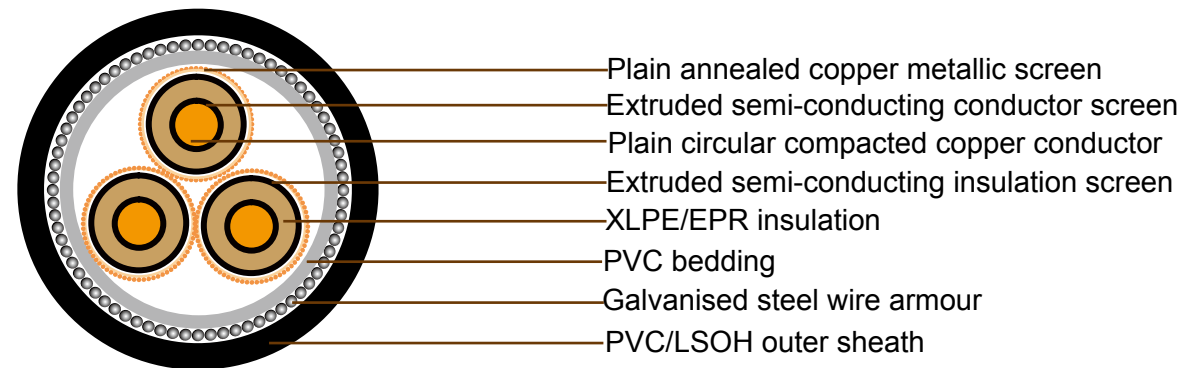 Plain annealed copper metallic screen
Extruded semi-conducting conductor screen
Plain circular compacted copper conductor
Extruded semi-conducting insulation screen
XLPE/EPR insulation
PVC bedding
Galvanised steel wire armour
PVC/LSOH outer sheath